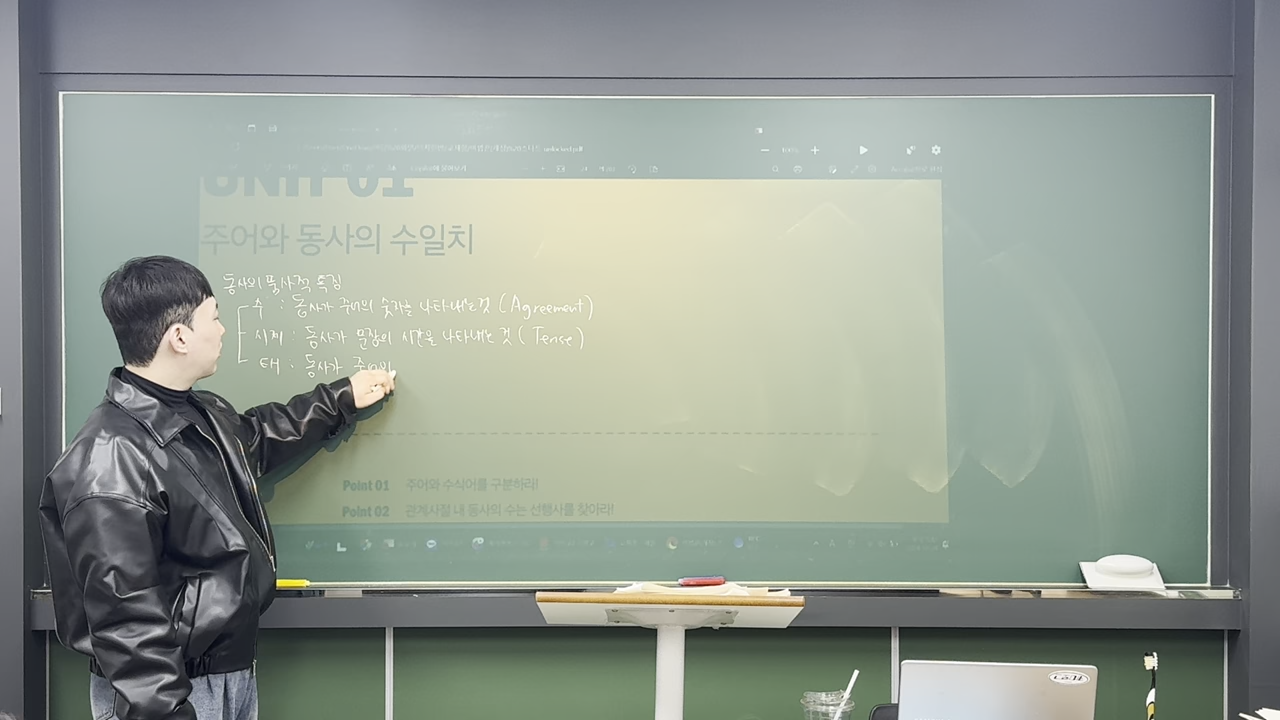 UNIT 01
주어와 동사의 수일치
동사의 품사적 특징
수 : 동사가 주어의 숫자를 나타내는것 (Agreement)
시제 : 동사가 문장의 시간을 나타내는 것 (Tense)
태 : 동사가 주어와
Point 01 주어와 수식어를 구분하라!
Point 02 관계사절 내 동사의 수는 선행사를 찾아라!